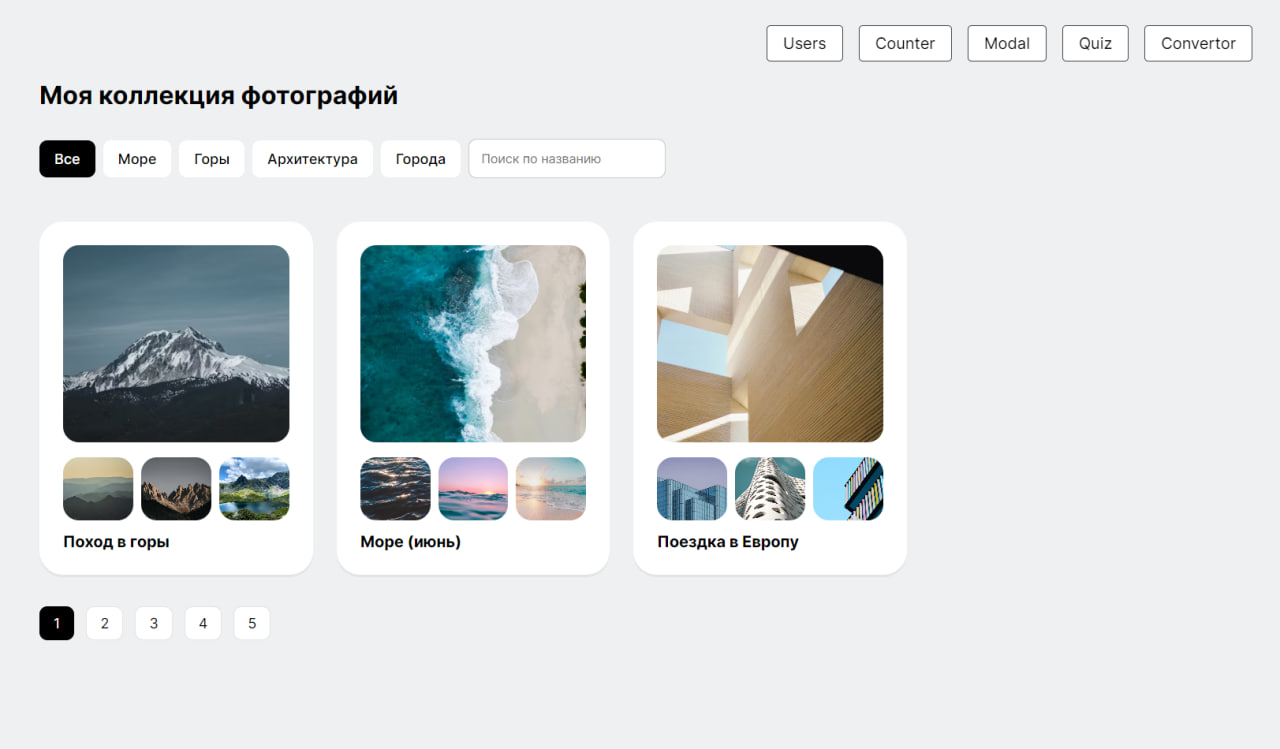 Users Counter Modal Quiz Convertor
Моя коллекция фотографий
Все Море Горы Архитектура Города Поиск по названию
Поход в горы Море (июнь) Поездка в Европу
1 2 3 4 5